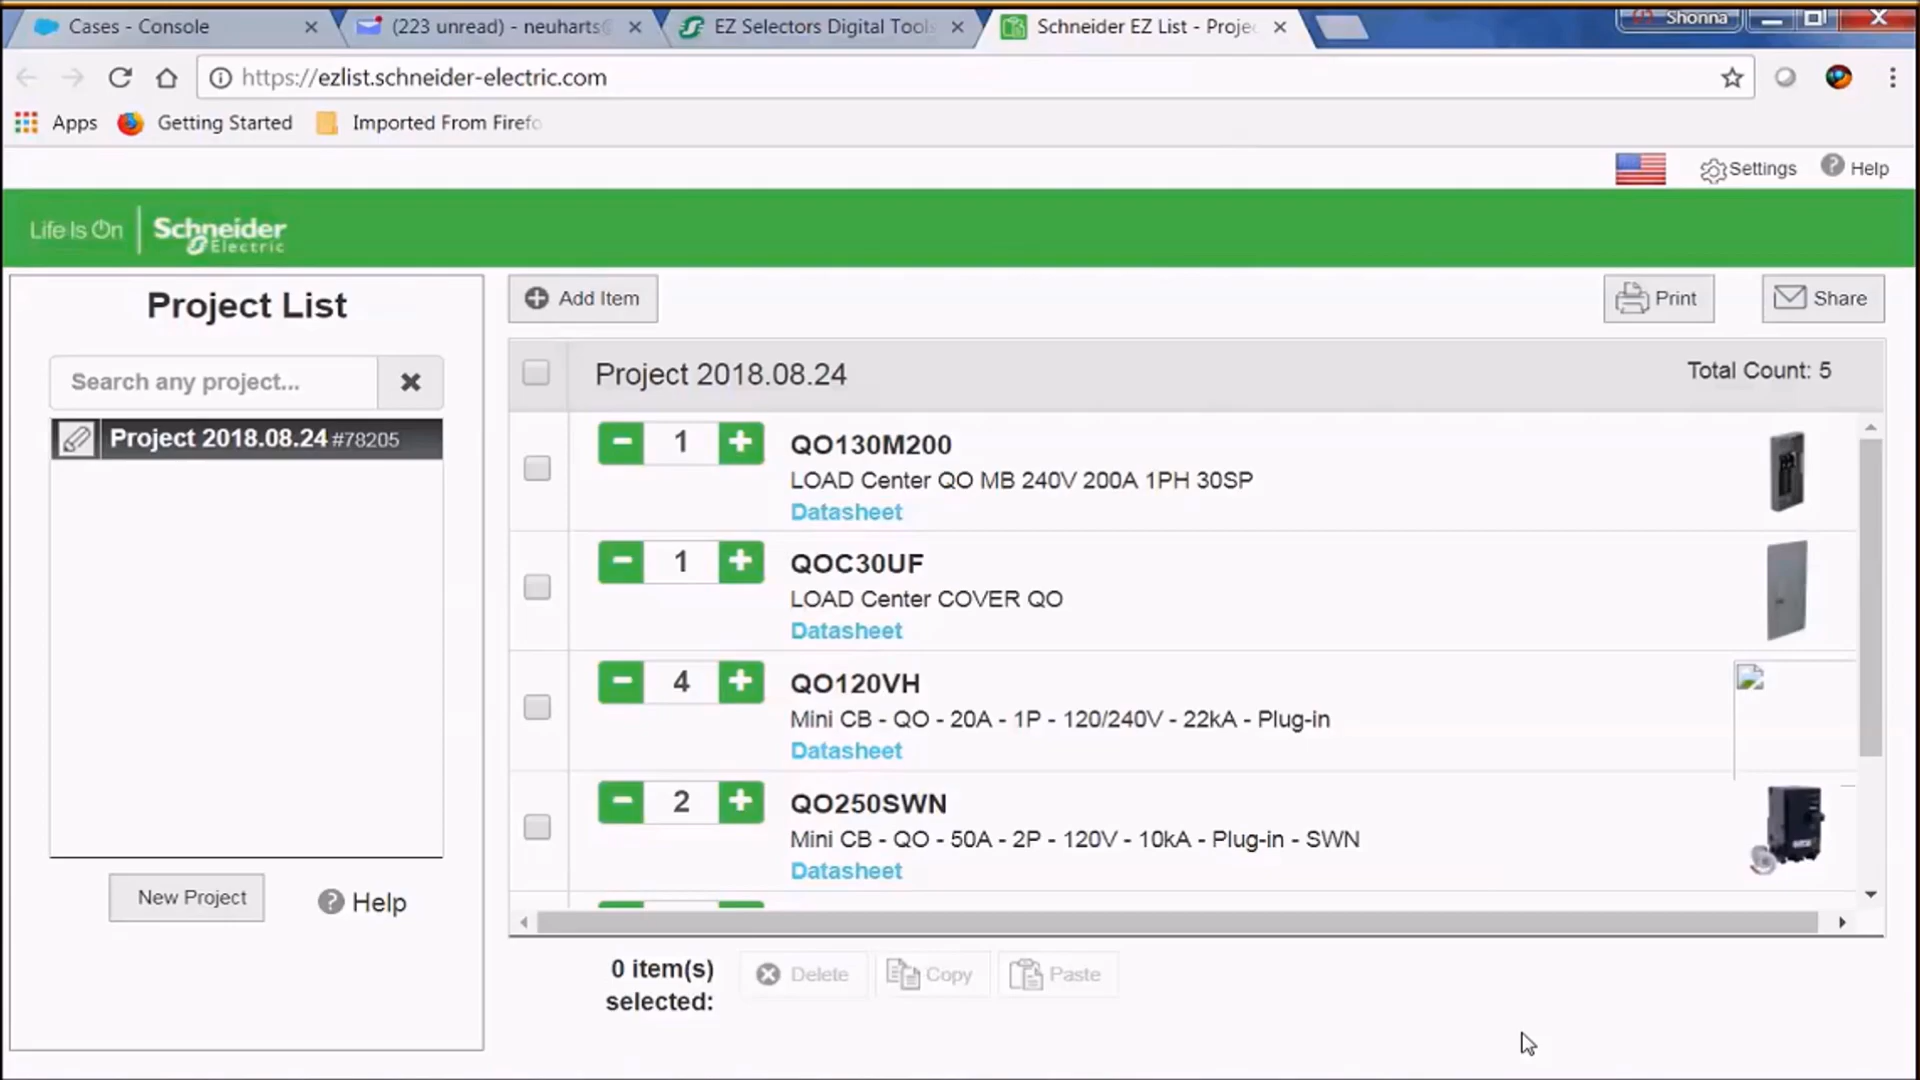 Cases - Console
(223 unread) - neuharts@
EZ Selectors Digital Tools
Schneider EZ List - Projec
Shonna
https://ezlist.schneider-electric.com
Apps
Getting Started
Imported From Firefo
Settings
Help
Life Is On
Schneider
Electric
Project List
Add Item
Print
Share
Search any project...
Project 2018.08.24
Total Count: 5
Project 2018.08.24 #78205
1
QO130M200
LOAD Center QO MB 240V 200A 1PH 30SP
Datasheet
1
QOC30UF
LOAD Center COVER QO
Datasheet
4
QO120VH
Mini CB - QO - 20A - 1P - 120/240V - 22kA - Plug-in
Datasheet
2
QO250SWN
Mini CB - QO - 50A - 2P - 120V - 10kA - Plug-in - SWN
Datasheet
New Project
Help
0 item(s)
selected:
Delete
Copy
Paste